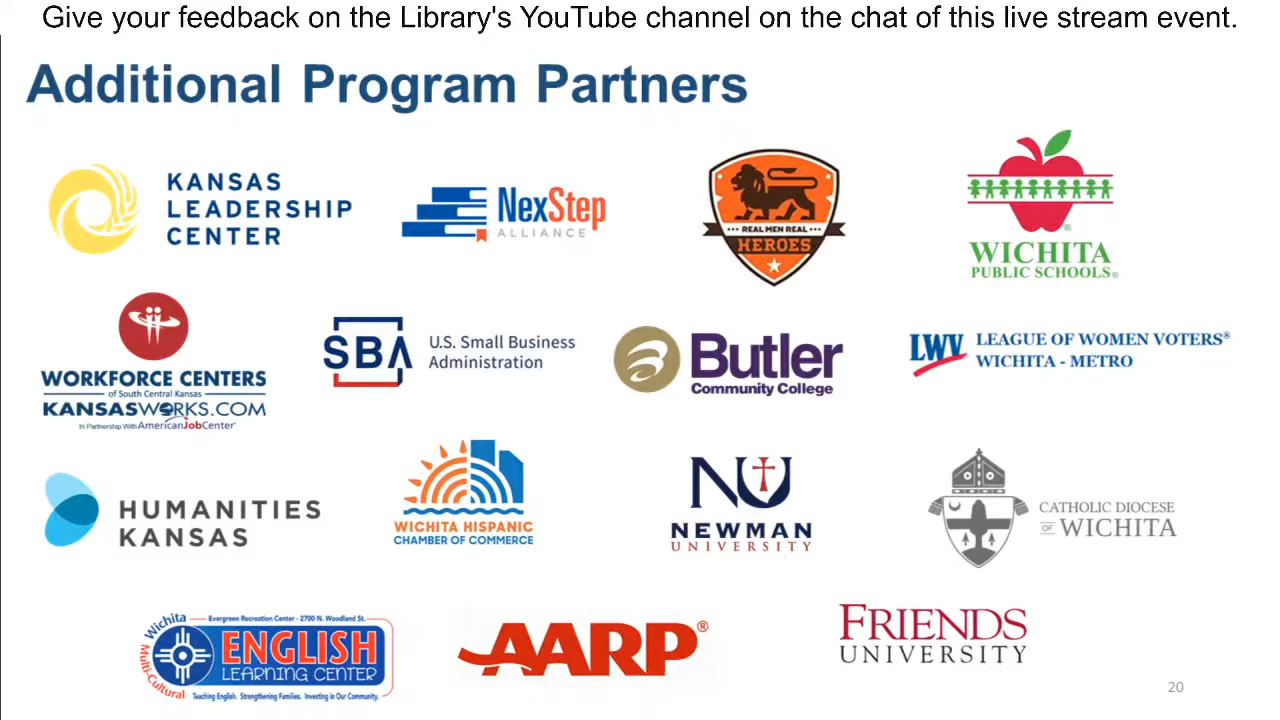 Give your feedback on the Library's YouTube channel on the chat of this live stream event.
Additional Program Partners
KANSAS
LEADERSHIP
CENTER
NexStep
ALLIANCE
REAL MEN REAL
HEROES
WICHITA
PUBLIC SCHOOLS®
WORKFORCE CENTERS
of South Central Kansas
KANSASWORKS.COM
In Partnership With AmericanJobCenter®
SBA
U.S. Small Business
Administration
Butler
Community College
LWV
LEAGUE OF WOMEN VOTERS®
WICHITA - METRO
HUMANITIES
KANSAS
WICHITA HISPANIC
CHAMBER OF COMMERCE
NU
NEWMAN
UNIVERSITY
CATHOLIC DIOCESE
OF WICHITA
Wichita
Multi-Cultural
Evergreen Recreation Center - 2700 N. Woodland St.
ENGLISH
LEARNING CENTER
Teaching English. Strengthening Families. Investing in Our Community.
AARP®
FRIENDS
UNIVERSITY
20